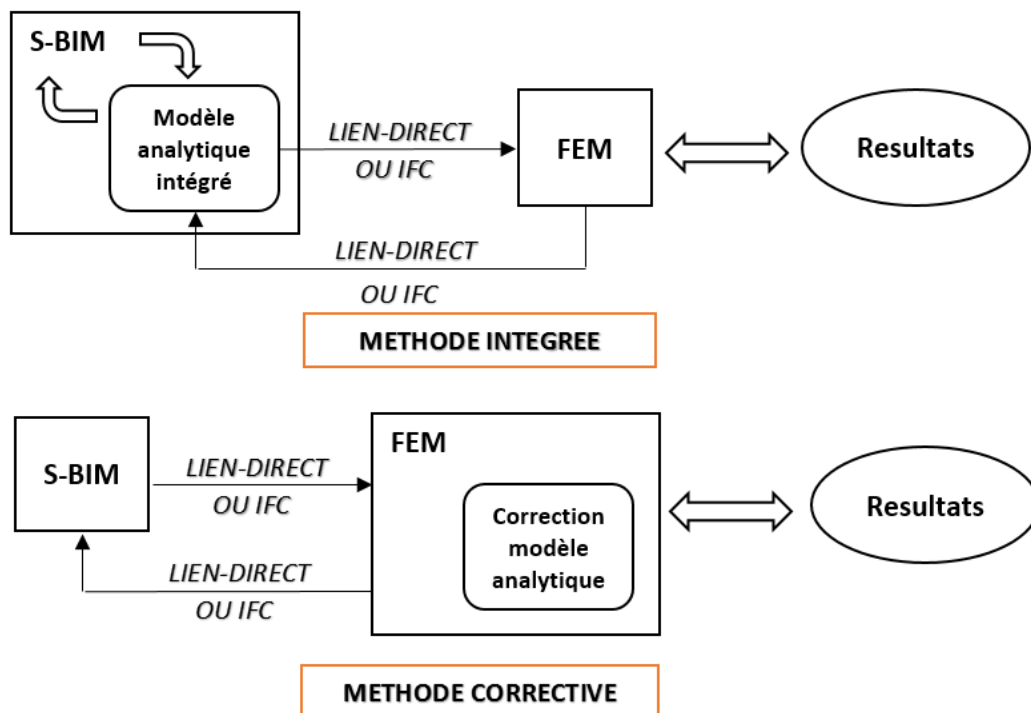 S-BIM
Modèle
analytique
intégré
LIEN-DIRECT
OU IFC
FEM
Resultats
LIEN-DIRECT
OU IFC
METHODE INTEGREE
S-BIM
LIEN-DIRECT
OU IFC
LIEN-DIRECT
OU IFC
FEM
Correction
modèle
analytique
Resultats
METHODE CORRECTIVE